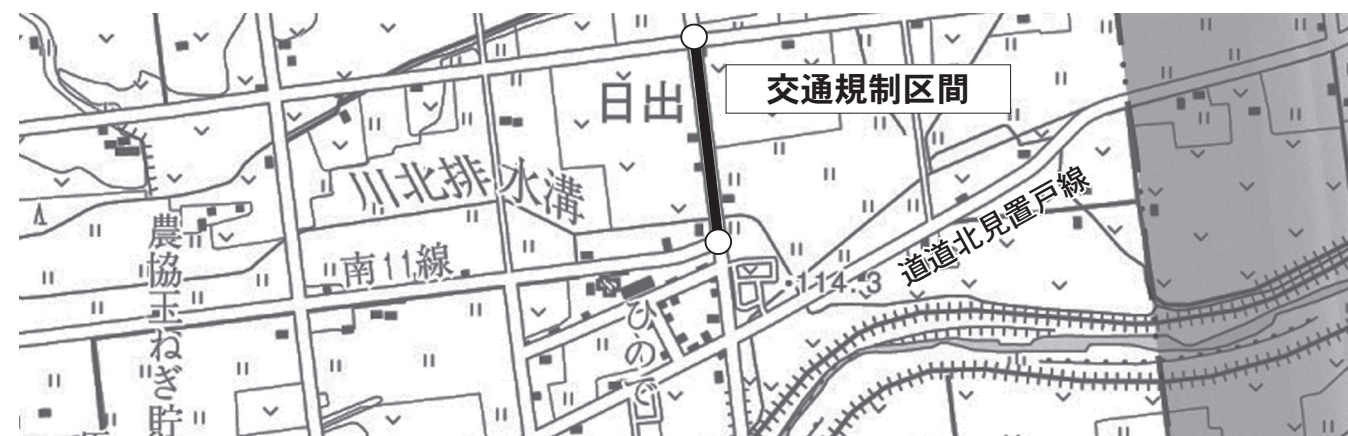 交通規制区間
日出
川北排水溝
道道北見置戸線
南11線
・114.3
農協玉ねぎ貯
ひので